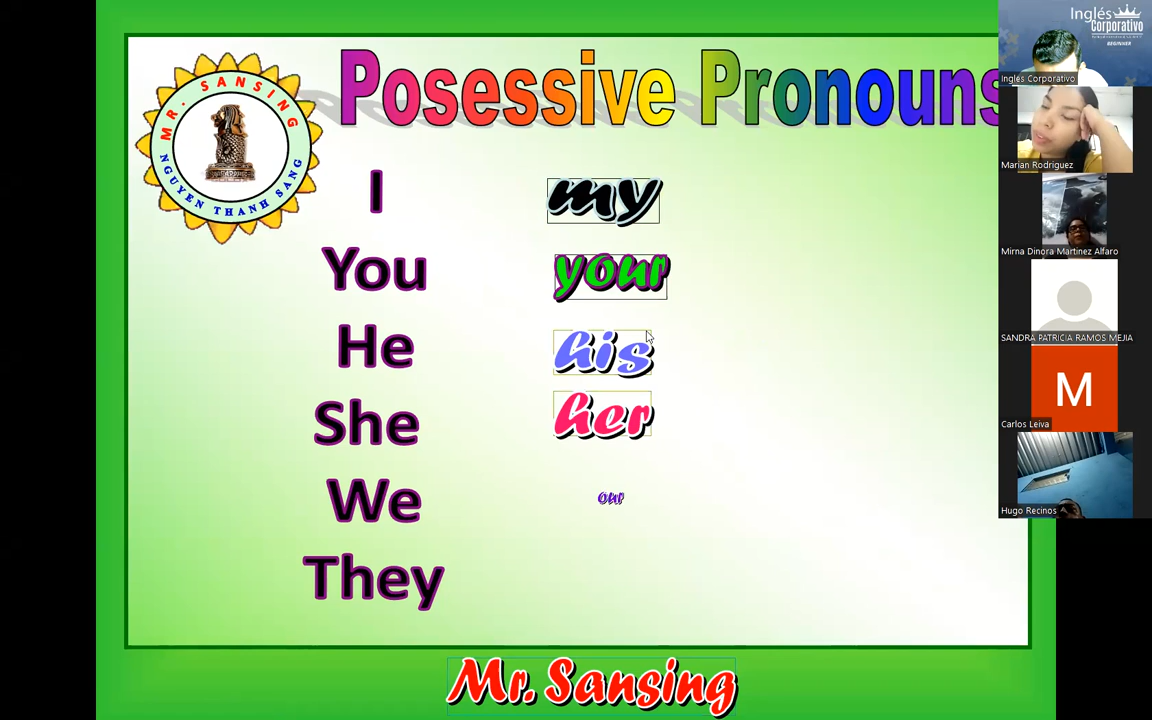 Posessive Pronouns
MR. SANSING
NGUYEN THANH SANG
I my
You your
He his
She her
We our
They
Mr. Sansing
Inglés
Corporativo
BEGINNER
Inglés Corporativo
Marian Rodriguez
Mirna Dinora Martinez Alfaro
SANDRA PATRICIA RAMOS MEJIA
M
Carlos Leiva
Hugo Recinos